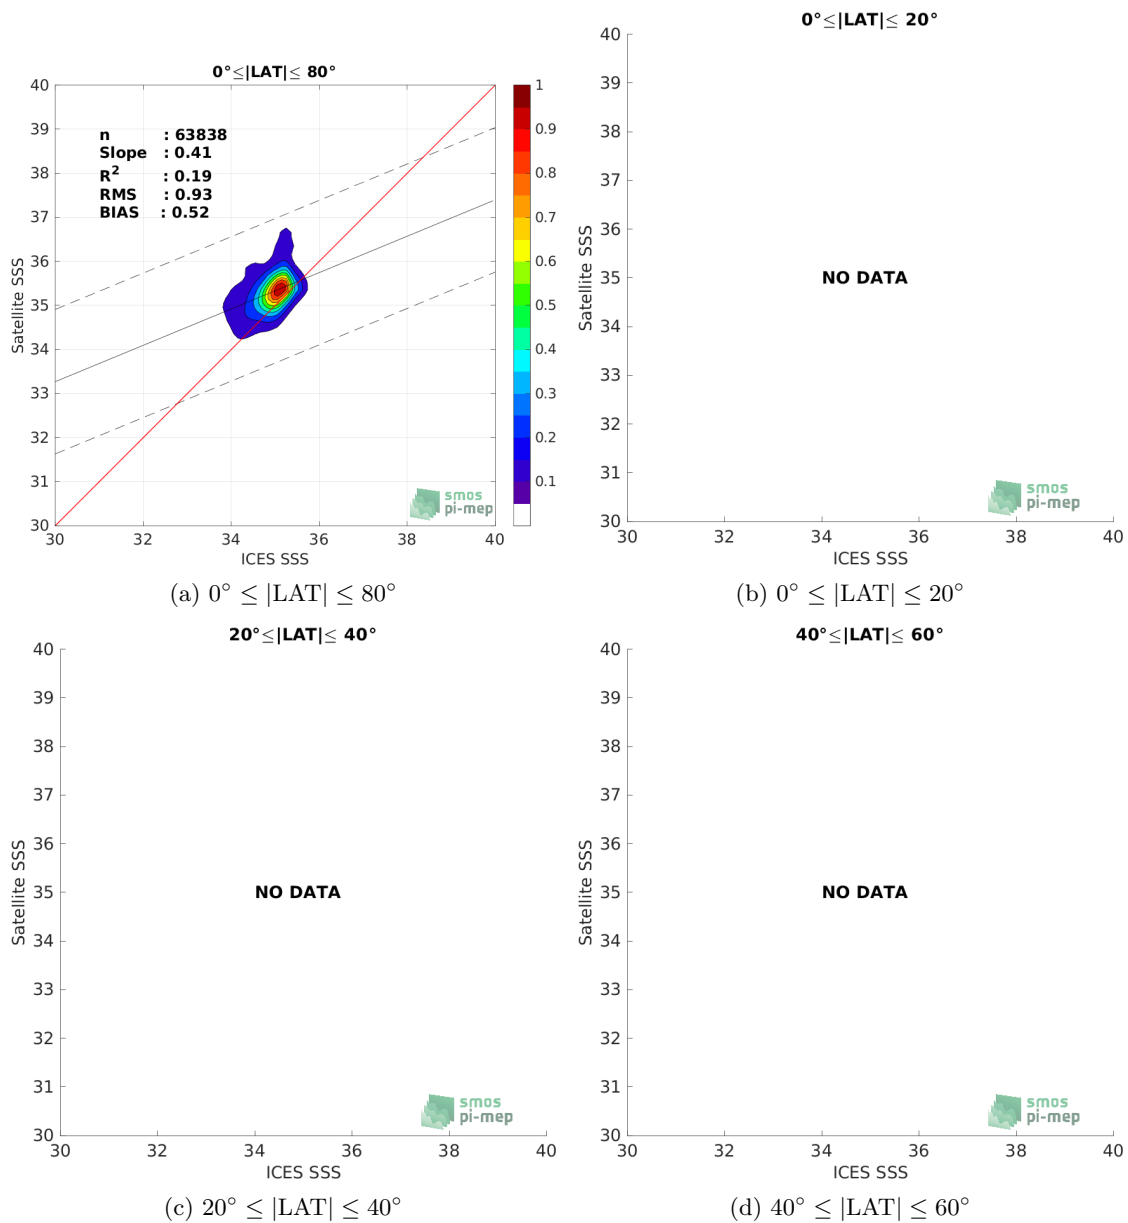 0°≤|LAT|≤ 80°
40
39
38
37
36
35
34
33
32
31
30
Satellite SSS
n : 63838
Slope : 0.41
R² : 0.19
RMS : 0.93
BIAS : 0.52
1
0.9
0.8
0.7
0.6
0.5
0.4
0.3
0.2
0.1
smos
pi-mep
30 32 34 36 38 40
ICES SSS
(a) 0° ≤ |LAT| ≤ 80°
0°≤|LAT|≤ 20°
40
39
38
37
36
35
34
33
32
31
30
Satellite SSS
NO DATA
smos
pi-mep
30 32 34 36 38 40
ICES SSS
(b) 0° ≤ |LAT| ≤ 20°
20°≤|LAT|≤ 40°
40
39
38
37
36
35
34
33
32
31
30
Satellite SSS
NO DATA
smos
pi-mep
30 32 34 36 38 40
ICES SSS
(c) 20° ≤ |LAT| ≤ 40°
40°≤|LAT|≤ 60°
40
39
38
37
36
35
34
33
32
31
30
Satellite SSS
NO DATA
smos
pi-mep
30 32 34 36 38 40
ICES SSS
(d) 40° ≤ |LAT| ≤ 60°